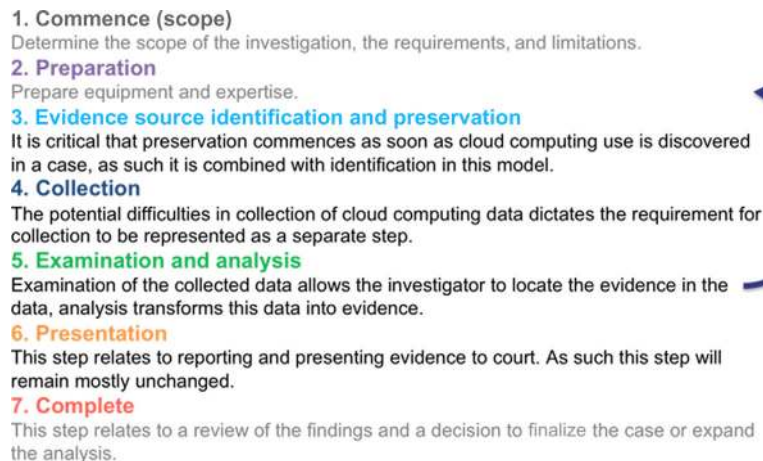 1. Commence (scope)
Determine the scope of the investigation, the requirements, and limitations.
2. Preparation
Prepare equipment and expertise.
3. Evidence source identification and preservation
It is critical that preservation commences as soon as cloud computing use is discovered
in a case, as such it is combined with identification in this model.
4. Collection
The potential difficulties in collection of cloud computing data dictates the requirement for
collection to be represented as a separate step.
5. Examination and analysis
Examination of the collected data allows the investigator to locate the evidence in the
data, analysis transforms this data into evidence.
6. Presentation
This step relates to reporting and presenting evidence to court. As such this step will
remain mostly unchanged.
7. Complete
This step relates to a review of the findings and a decision to finalize the case or expand
the analysis.